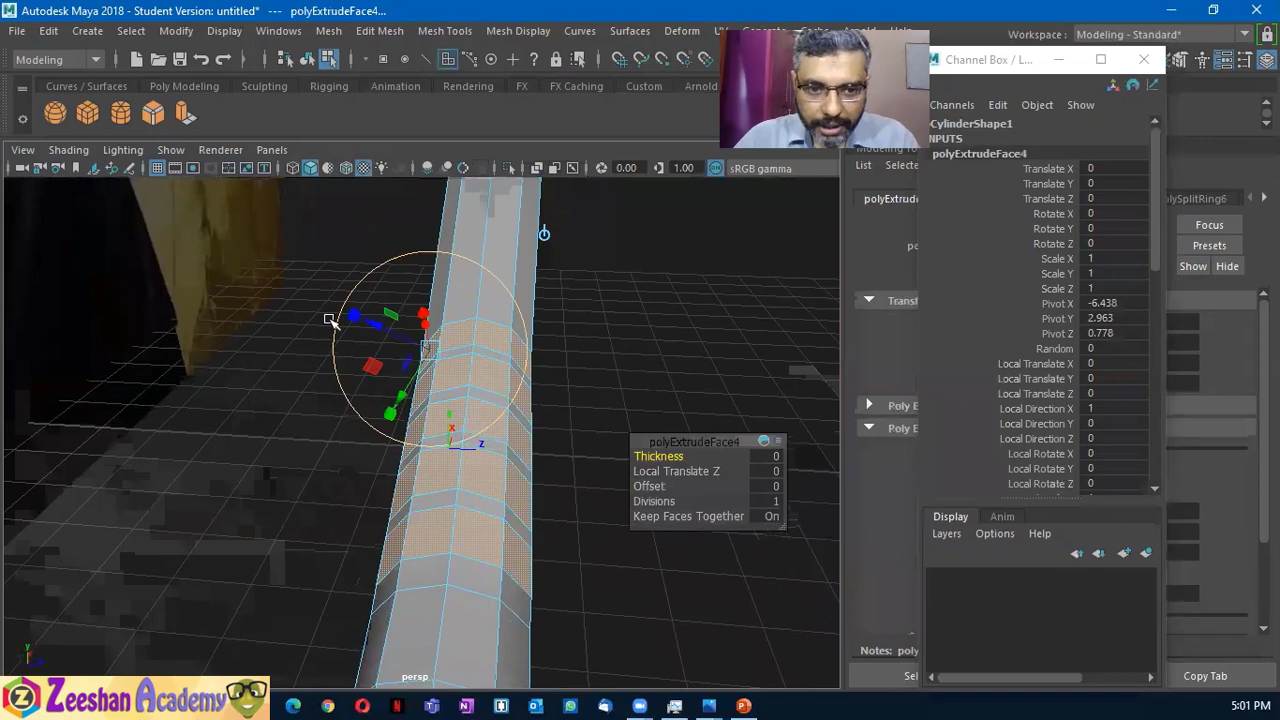 Autodesk Maya 2018 - Student Version: untitled* --- polyExtrudeFace4...
File Edit Create Select Modify Display Windows Mesh Edit Mesh Mesh Tools Mesh Display Curves Surfaces Deform UV
Workspace : Modeling - Standard*
Modeling
Channel Box / L...
Curves / Surfaces Poly Modeling Sculpting Rigging Animation Rendering FX FX Caching Custom Arnold
Channels Edit Object Show
CylinderShape1
NPUTS
polyExtrudeFace4
View Shading Lighting Show Renderer Panels
List Selecte
0.00 1.00 sRGB gamma
Translate X 0
Translate Y 0
Translate Z 0
Rotate X 0
Rotate Y 0
Rotate Z 0
Scale X 1
Scale Y 1
Scale Z 1
Pivot X -6.438
Pivot Y 2.963
Pivot Z 0.778
Random 0
Local Translate X 0
Local Translate Y 0
Local Translate Z 0
Local Direction X 1
Local Direction Y 0
Local Direction Z 0
Local Rotate X 0
Local Rotate Y 0
Local Rotate Z 0
polyExtrud
olySplitRing6
Focus
Presets
Show Hide
Transf
Poly E
Poly E
polyExtrudeFace4
Thickness 0
Local Translate Z 0
Offset 0
Divisions 1
Keep Faces Together On
x
z
Display Anim
Layers Options Help
Notes: poly
Sel
Copy Tab
y
persp
Zeeshan Academy
5:01 PM